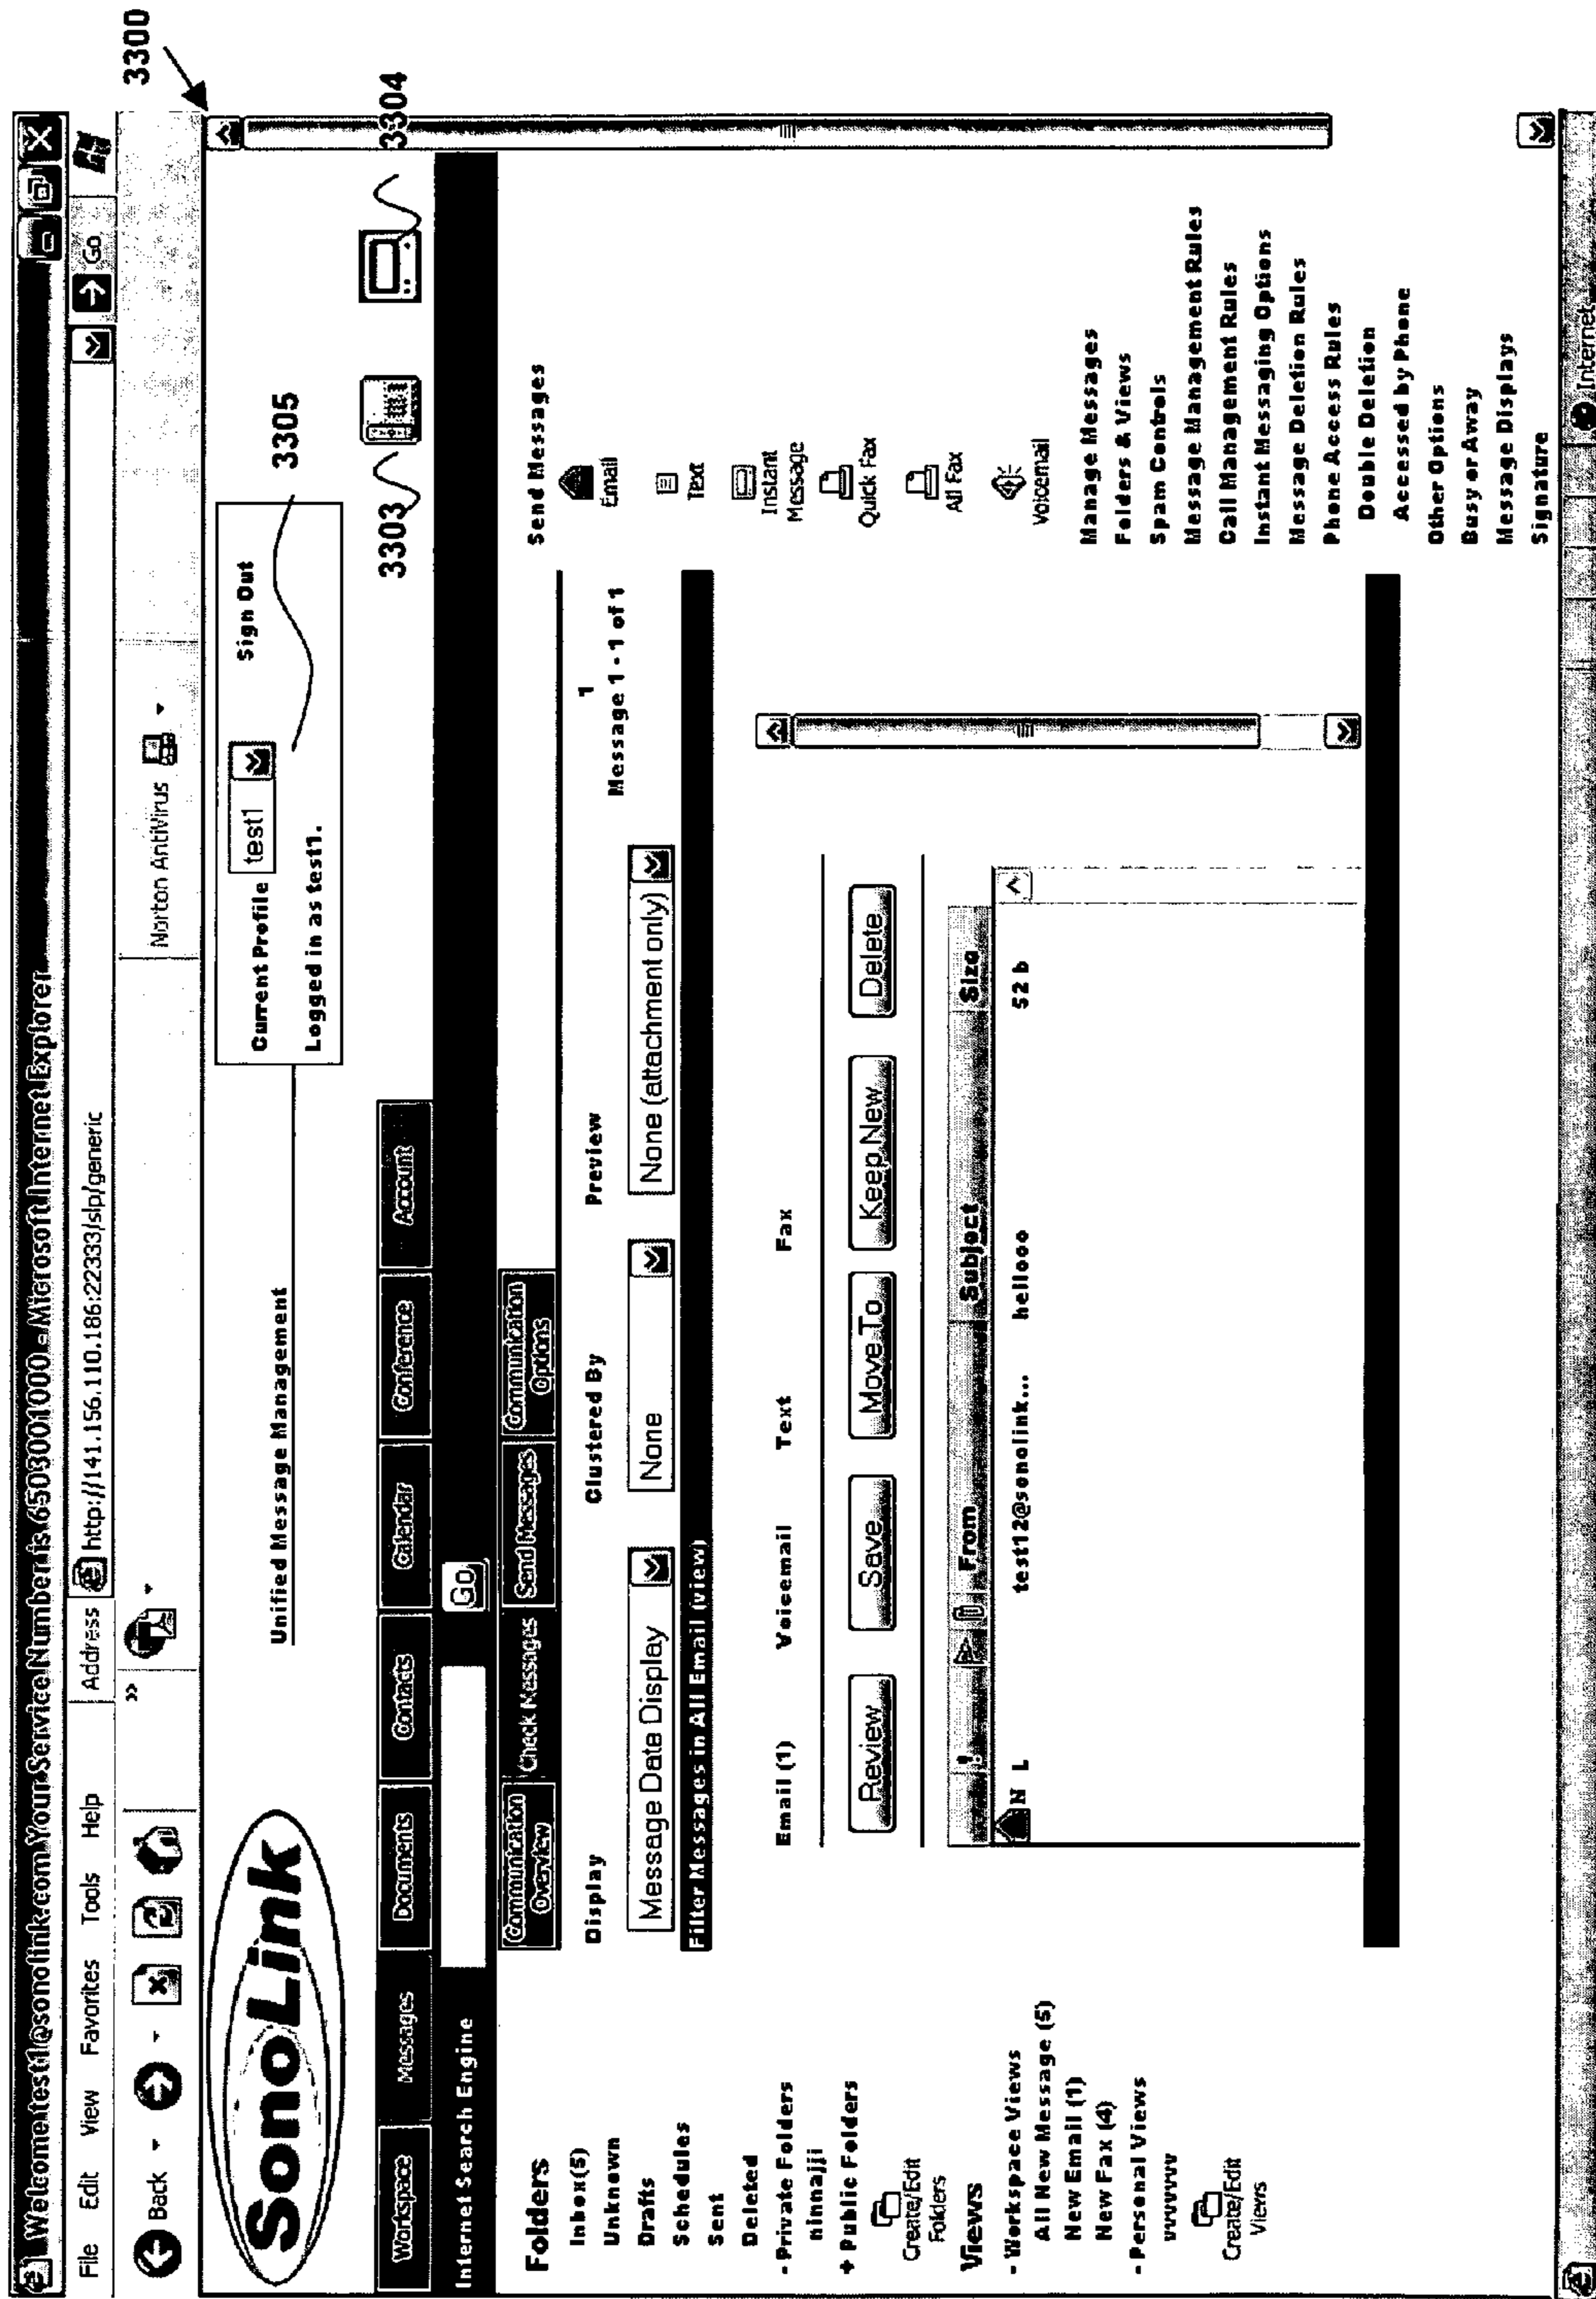 3300
Welcome test1@sonolink.com Your Service Number is 6503001000 - Microsoft Internet Explorer
File Edit View Favorites Tools Help Address http://141.156.110.186:22333/slp/generic Go
Back » Norton AntiVirus
SonoLink
Unified Message Management
Current Profile test1 Sign Out
Logged in as test1.
3305
3303
3304
Workspace Messages Documents Contacts Calendar Conference Account
Internet Search Engine Go
Folders
Inbox(5)
Unknown
Drafts
Schedules
Sent
Deleted
- Private Folders
ninnajji
+ Public Folders
Create/Edit
Folders
Views
- Workspace Views
All New Message (5)
New Email (1)
New Fax (4)
- Personal Views
vvvvvvv
Create/Edit
Views
Communication Overview Check Messages Send Messages Communication Options
Display Clustered By Preview 1
Message Date Display None None (attachment only) Message 1 - 1 of 1
Filter Messages in All Email (view)
Email (1) Voicemail Text Fax
Review Save Move To Keep New Delete
! From Subject Size
N L test12@sonolink... hellooo 52 b
Send Messages
Email
Text
Instant
Message
Quick Fax
All Fax
Voicemail
Manage Messages
Folders & Views
Spam Controls
Message Management Rules
Call Management Rules
Instant Messaging Options
Message Deletion Rules
Phone Access Rules
Double Deletion
Accessed by Phone
Other Options
Busy or Away
Message Displays
Signature
Internet